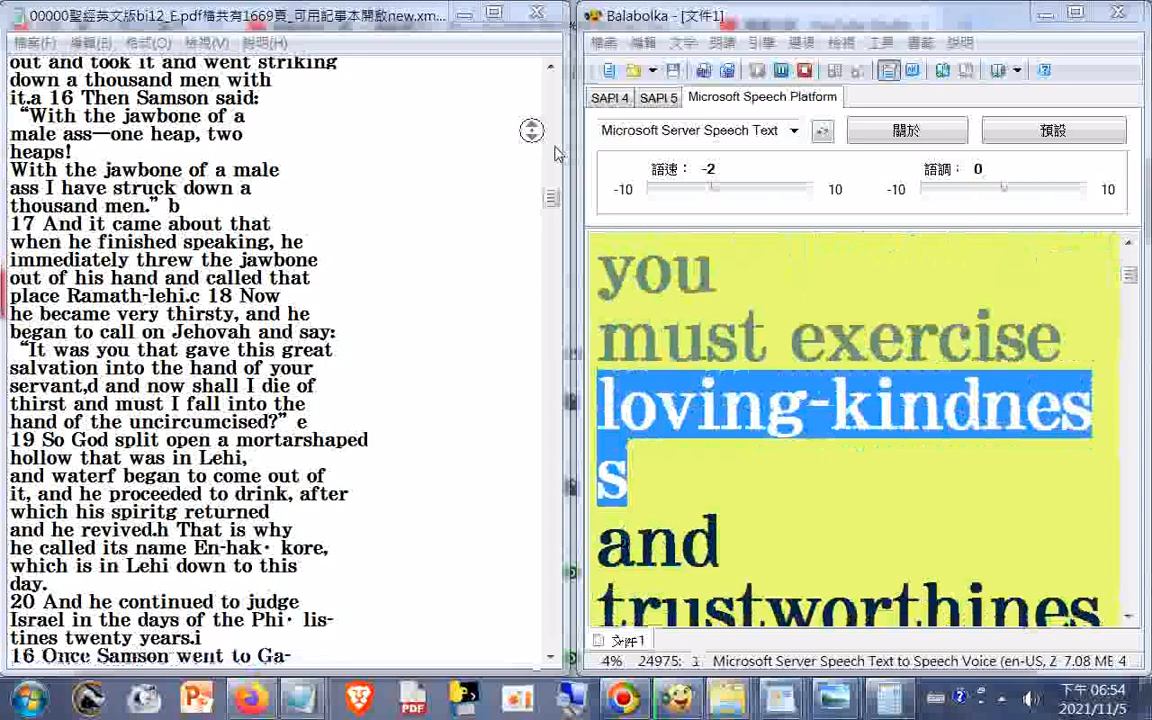 00000聖經英文版bi12_E.pdf檔共有1669頁_可用記事本開啟new.xm...
檔案(F) 編輯(E) 格式(O) 檢視(V) 說明(H)
out and took it and went striking
down a thousand men with
it.a 16 Then Samson said:
“With the jawbone of a
male ass—one heap, two
heaps!
With the jawbone of a male
ass I have struck down a
thousand men.” b
17 And it came about that
when he finished speaking, he
immediately threw the jawbone
out of his hand and called that
place Ramath-lehi.c 18 Now
he became very thirsty, and he
began to call on Jehovah and say:
“It was you that gave this great
salvation into the hand of your
servant,d and now shall I die of
thirst and must I fall into the
hand of the uncircumcised?” e
19 So God split open a mortarshaped
hollow that was in Lehi,
and waterf began to come out of
it, and he proceeded to drink, after
which his spiritg returned
and he revived.h That is why
he called its name En-hak· kore,
which is in Lehi down to this
day.
20 And he continued to judge
Israel in the days of the Phi· lis-
tines twenty years.i
16 Once Samson went to Ga-
Balabolka - [文件1]
檔案 編輯 文字 朗讀 引擎 選項 檢視 工具 書籤 說明
SAPI 4 SAPI 5 Microsoft Speech Platform
Microsoft Server Speech Text 關於 預設
語速： -2 語調： 0
-10 10 -10 10
you
must exercise
loving-kindnes
s
and
trustworthines
文件1
4% 24975: 1 Microsoft Server Speech Text to Speech Voice (en-US, Z 7.08 ME 4
PDF
下午 06:54
2021/11/5